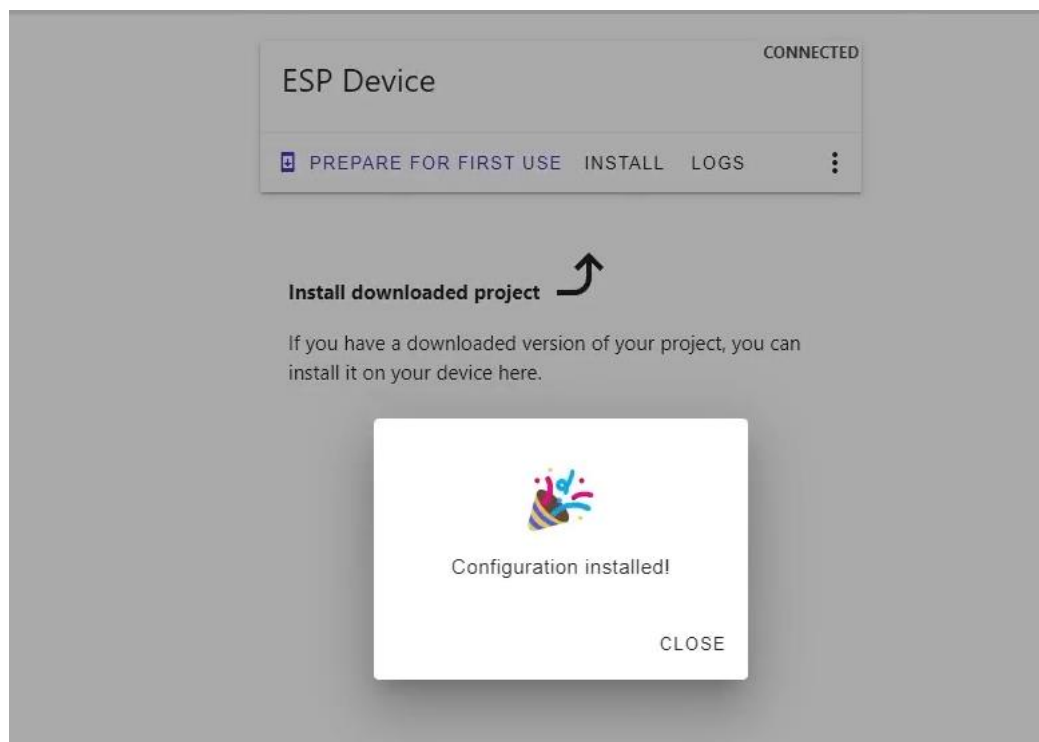 CONNECTED
ESP Device
PREPARE FOR FIRST USE INSTALL LOGS
Install downloaded project
If you have a downloaded version of your project, you can
install it on your device here.
Configuration installed!
CLOSE